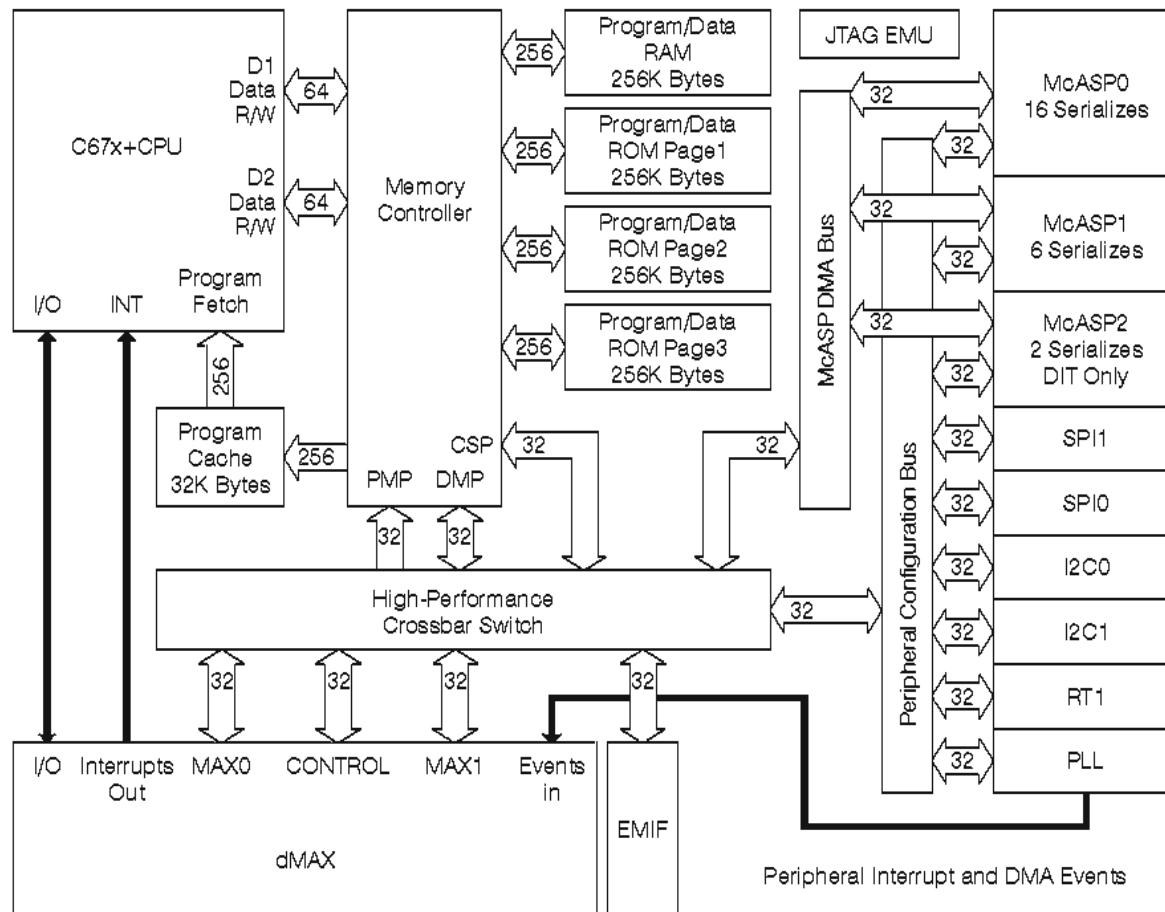 D1
Data
R/W
64
C67x+CPU
D2
Data
R/W
64
I/O
INT
Program
Fetch
256
Program
Cache
32K Bytes
256
Memory
Controller
CSP
PMP
DMP
32
32
32
256
Program/Data
RAM
256K Bytes
256
Program/Data
ROM Page1
256K Bytes
256
Program/Data
ROM Page2
256K Bytes
256
Program/Data
ROM Page3
256K Bytes
JTAG EMU
McASP DMA Bus
32
32
32
32
Peripheral Configuration Bus
32
32
32
32
32
32
32
32
32
32
McASP0
16 Serializes
McASP1
6 Serializes
McASP2
2 Serializes
DIT Only
SPI1
SPI0
I2C0
I2C1
RT1
PLL
High-Performance
Crossbar Switch
32
32
32
32
I/O
Interrupts
Out
MAX0
CONTROL
MAX1
Events
in
dMAX
EMIF
Peripheral Interrupt and DMA Events